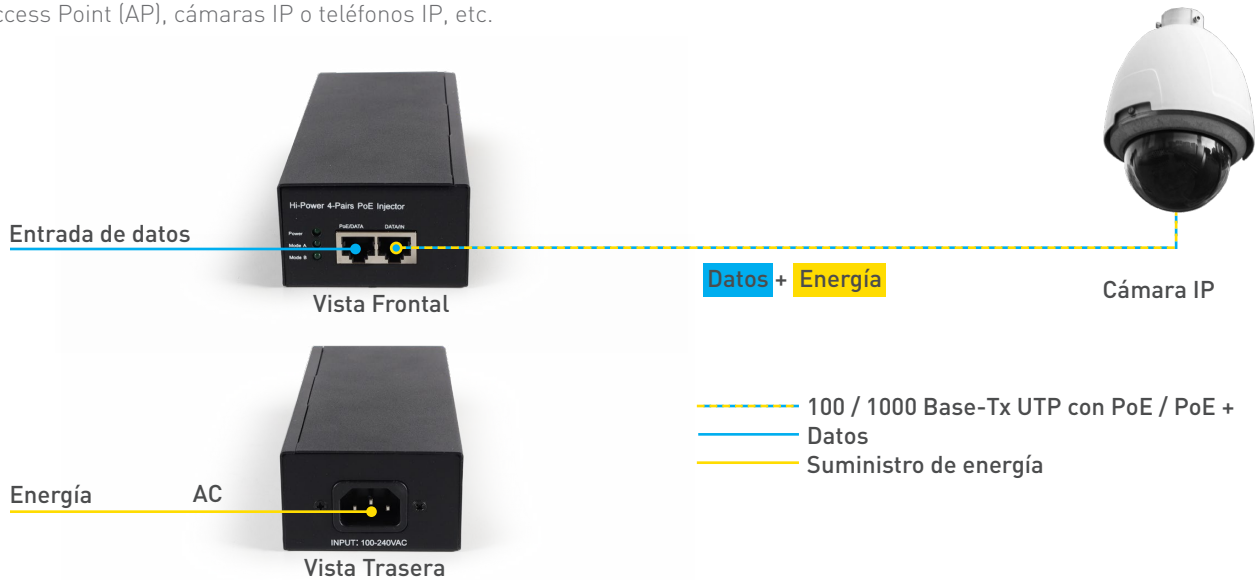 ccess Point (AP), cámaras IP o teléfonos IP, etc.
Hi-Power 4-Pairs PoE Injector
Power
Mode A
Mode B
PoE/DATA
DATA/IN
Entrada de datos
Vista Frontal
Datos + Energía
Cámara IP
100 / 1000 Base-Tx UTP con PoE / PoE +
Datos
Suministro de energía
Energía
AC
INPUT: 100-240VAC
Vista Trasera